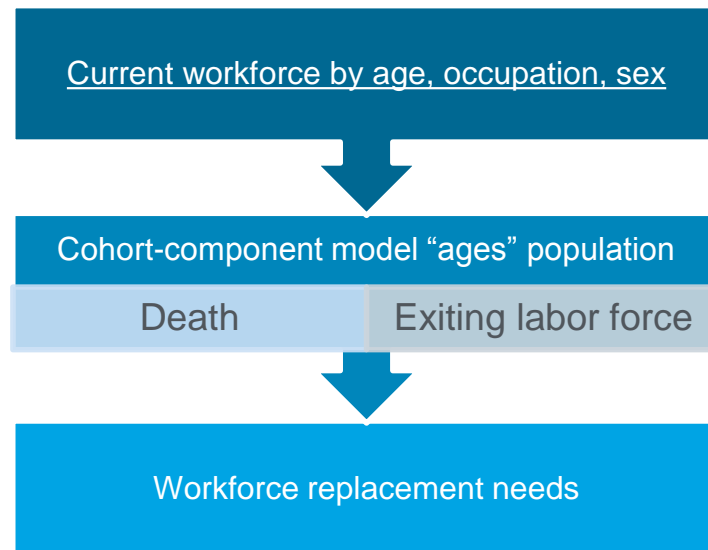 Current workforce by age, occupation, sex
Cohort-component model “ages” population
Death
Exiting labor force
Workforce replacement needs